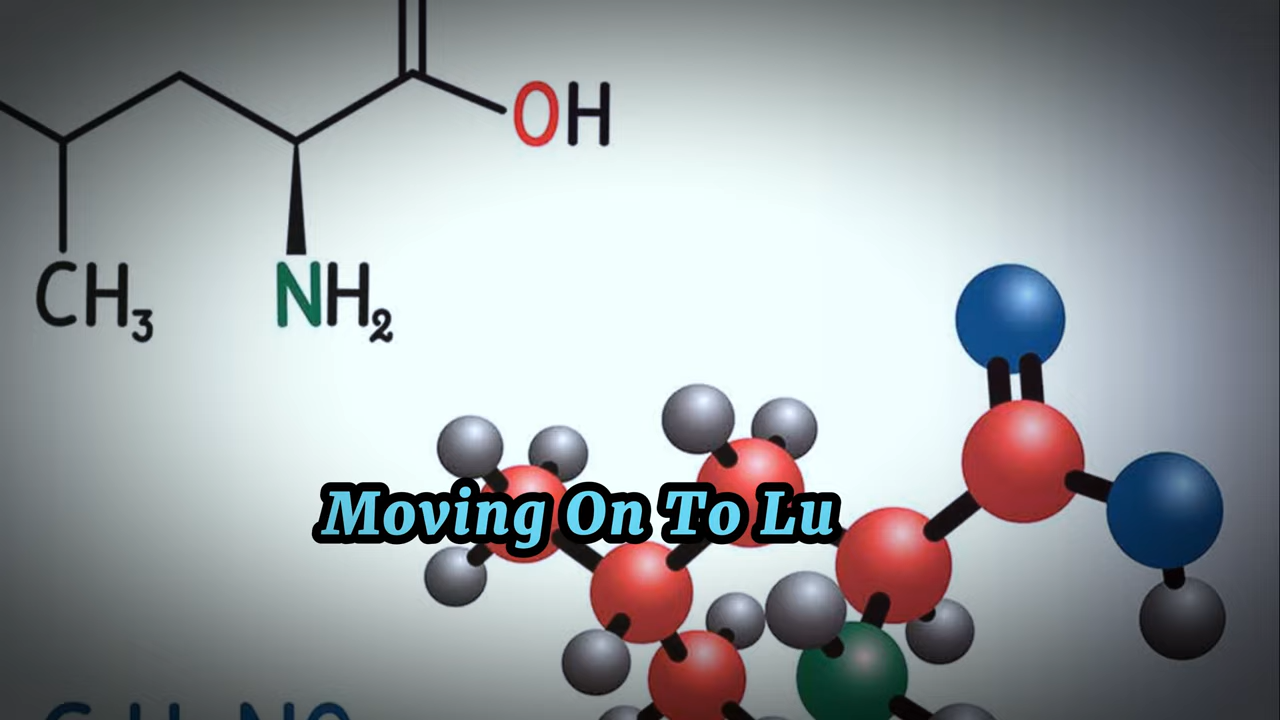 OH
CH₃
NH₂
Moving On To Lu